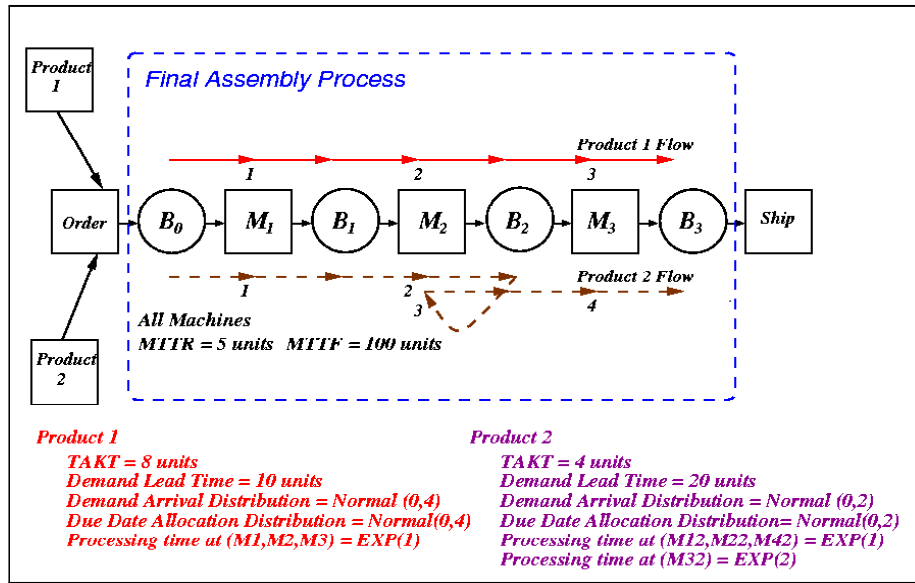 Product
1
Final Assembly Process
Product 1 Flow
1
2
3
Order
B0
M1
B1
M2
B2
M3
B3
Ship
Product 2 Flow
1
2
3
4
All Machines
MTTR = 5 units MTTF = 100 units
Product
2
Product 1
TAKT = 8 units
Demand Lead Time = 10 units
Demand Arrival Distribution = Normal (0,4)
Due Date Allocation Distribution = Normal(0,4)
Processing time at (M1,M2,M3) = EXP(1)
Product 2
TAKT = 4 units
Demand Lead Time = 20 units
Demand Arrival Distribution = Normal (0,2)
Due Date Allocation Distribution= Normal(0,2)
Processing time at (M12,M22,M42) = EXP(1)
Processing time at (M32) = EXP(2)